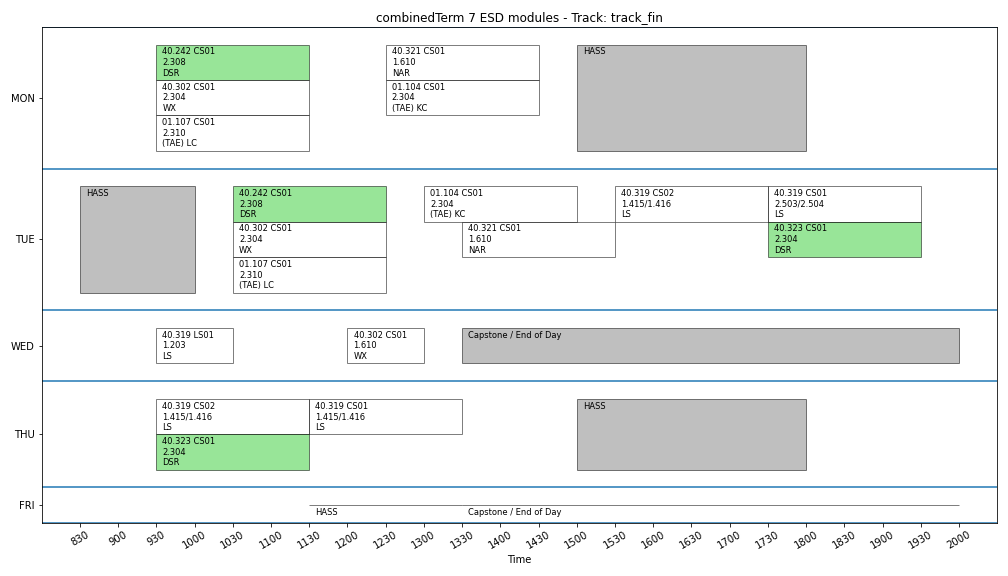 combinedTerm 7 ESD modules - Track: track_fin
MON
40.242 CS01
2.308
DSR
40.302 CS01
2.304
WX
01.107 CS01
2.310
(TAE) LC
40.321 CS01
1.610
NAR
01.104 CS01
2.304
(TAE) KC
HASS
TUE
HASS
40.242 CS01
2.308
DSR
40.302 CS01
2.304
WX
01.107 CS01
2.310
(TAE) LC
01.104 CS01
2.304
(TAE) KC
40.321 CS01
1.610
NAR
40.319 CS02
1.415/1.416
LS
40.319 CS01
2.503/2.504
LS
40.323 CS01
2.304
DSR
WED
40.319 LS01
1.203
LS
40.302 CS01
1.610
WX
Capstone / End of Day
THU
40.319 CS02
1.415/1.416
LS
40.323 CS01
2.304
DSR
40.319 CS01
1.415/1.416
LS
HASS
FRI
HASS
Capstone / End of Day
830 900 930 1000 1030 1100 1130 1200 1230 1300 1330 1400 1430 1500 1530 1600 1630 1700 1730 1800 1830 1900 1930 2000
Time